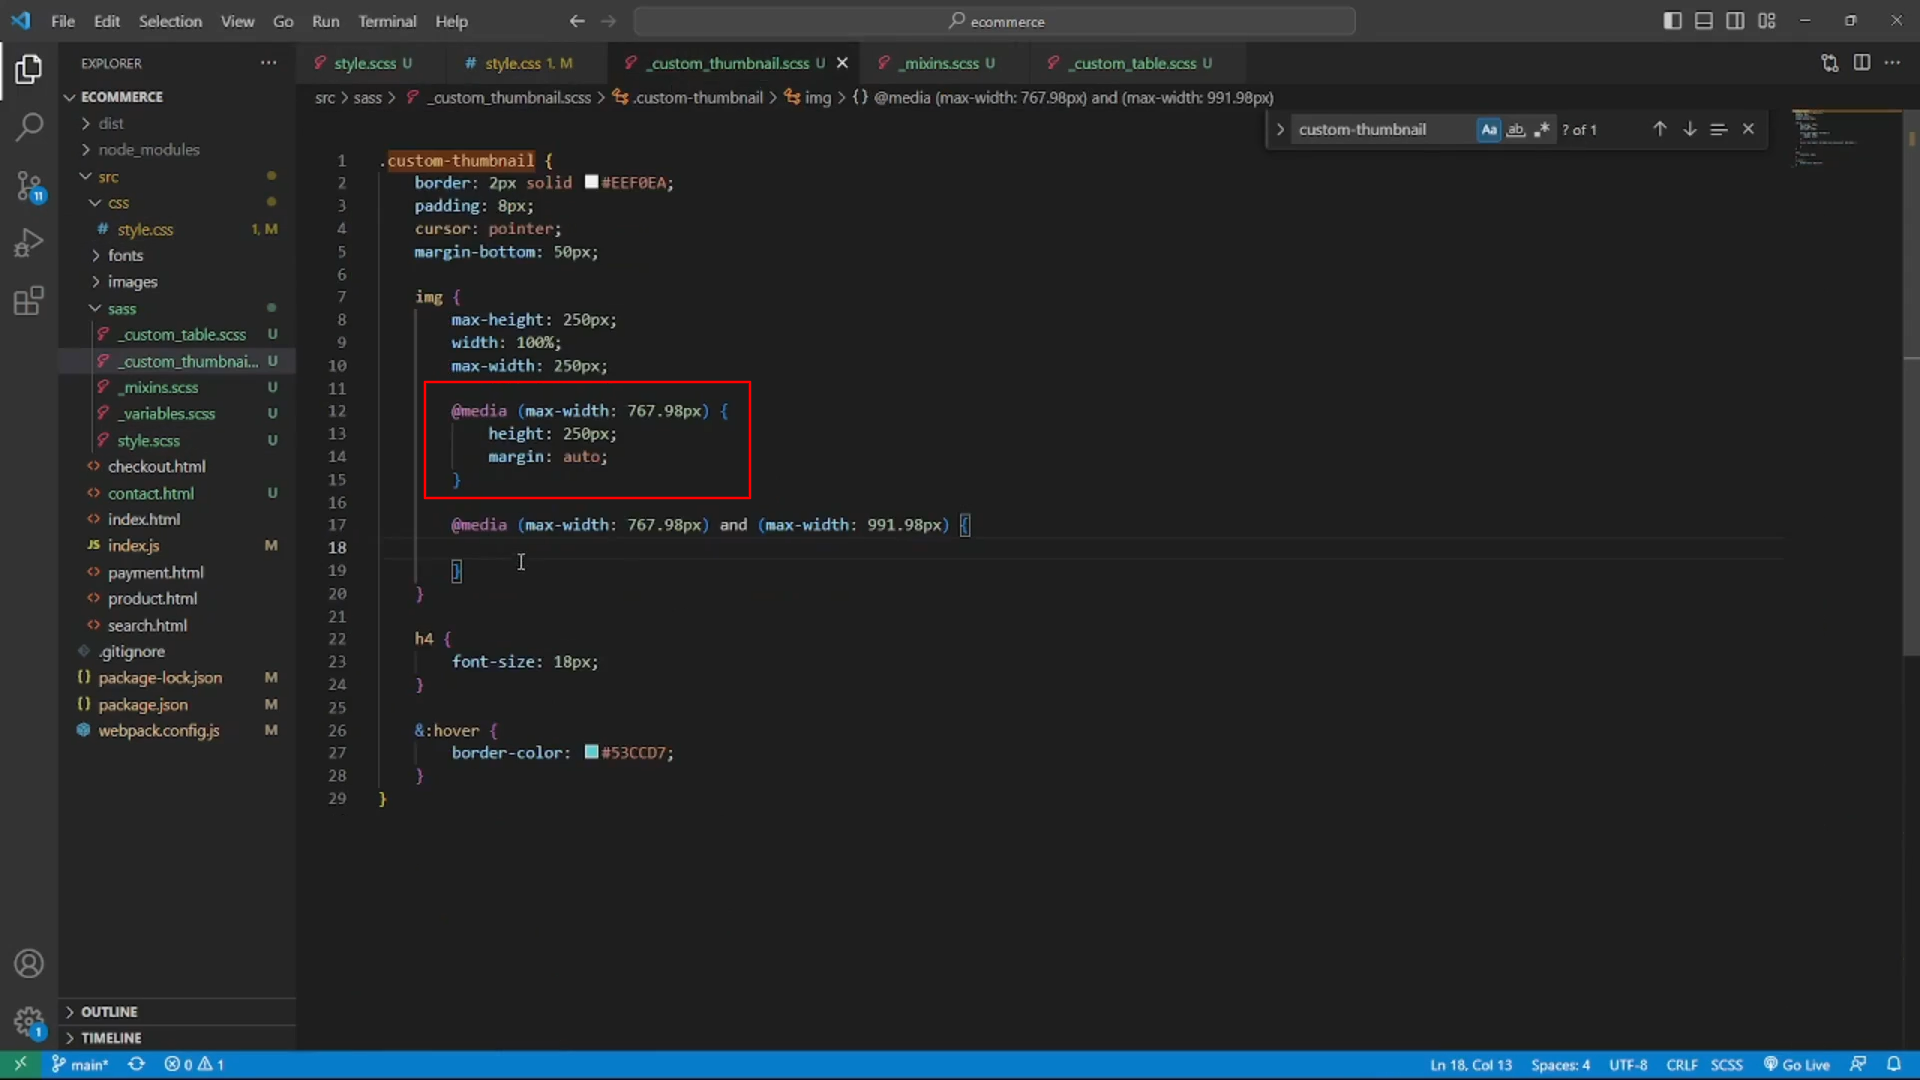 File Edit Selection View Go Run Terminal Help
ecommerce
EXPLORER
ECOMMERCE
dist
node_modules
src
css
style.css 1, M
fonts
images
sass
_custom_table.scss U
_custom_thumbnai... U
_mixins.scss U
_variables.scss U
style.scss U
checkout.html
contact.html U
index.html
JS index.js M
payment.html
product.html
search.html
.gitignore
package-lock.json M
package.json M
webpack.config.js M
OUTLINE
TIMELINE
11
1
style.scss U
# style.css 1, M
_custom_thumbnail.scss U
_mixins.scss U
_custom_table.scss U
src > sass > _custom_thumbnail.scss > .custom-thumbnail > img > {} @media (max-width: 767.98px) and (max-width: 991.98px)
custom-thumbnail Aa ab .* ? of 1
1 .custom-thumbnail {
2 border: 2px solid #EEF0EA;
3 padding: 8px;
4 cursor: pointer;
5 margin-bottom: 50px;
6
7 img {
8 max-height: 250px;
9 width: 100%;
10 max-width: 250px;
11
12 @media (max-width: 767.98px) {
13 height: 250px;
14 margin: auto;
15 }
16
17 @media (max-width: 767.98px) and (max-width: 991.98px) {
18
19 }
20 }
21
22 h4 {
23 font-size: 18px;
24 }
25
26 &:hover {
27 border-color: #53CCD7;
28 }
29 }
main* 0 1
Ln 18, Col 13 Spaces: 4 UTF-8 CRLF SCSS Go Live